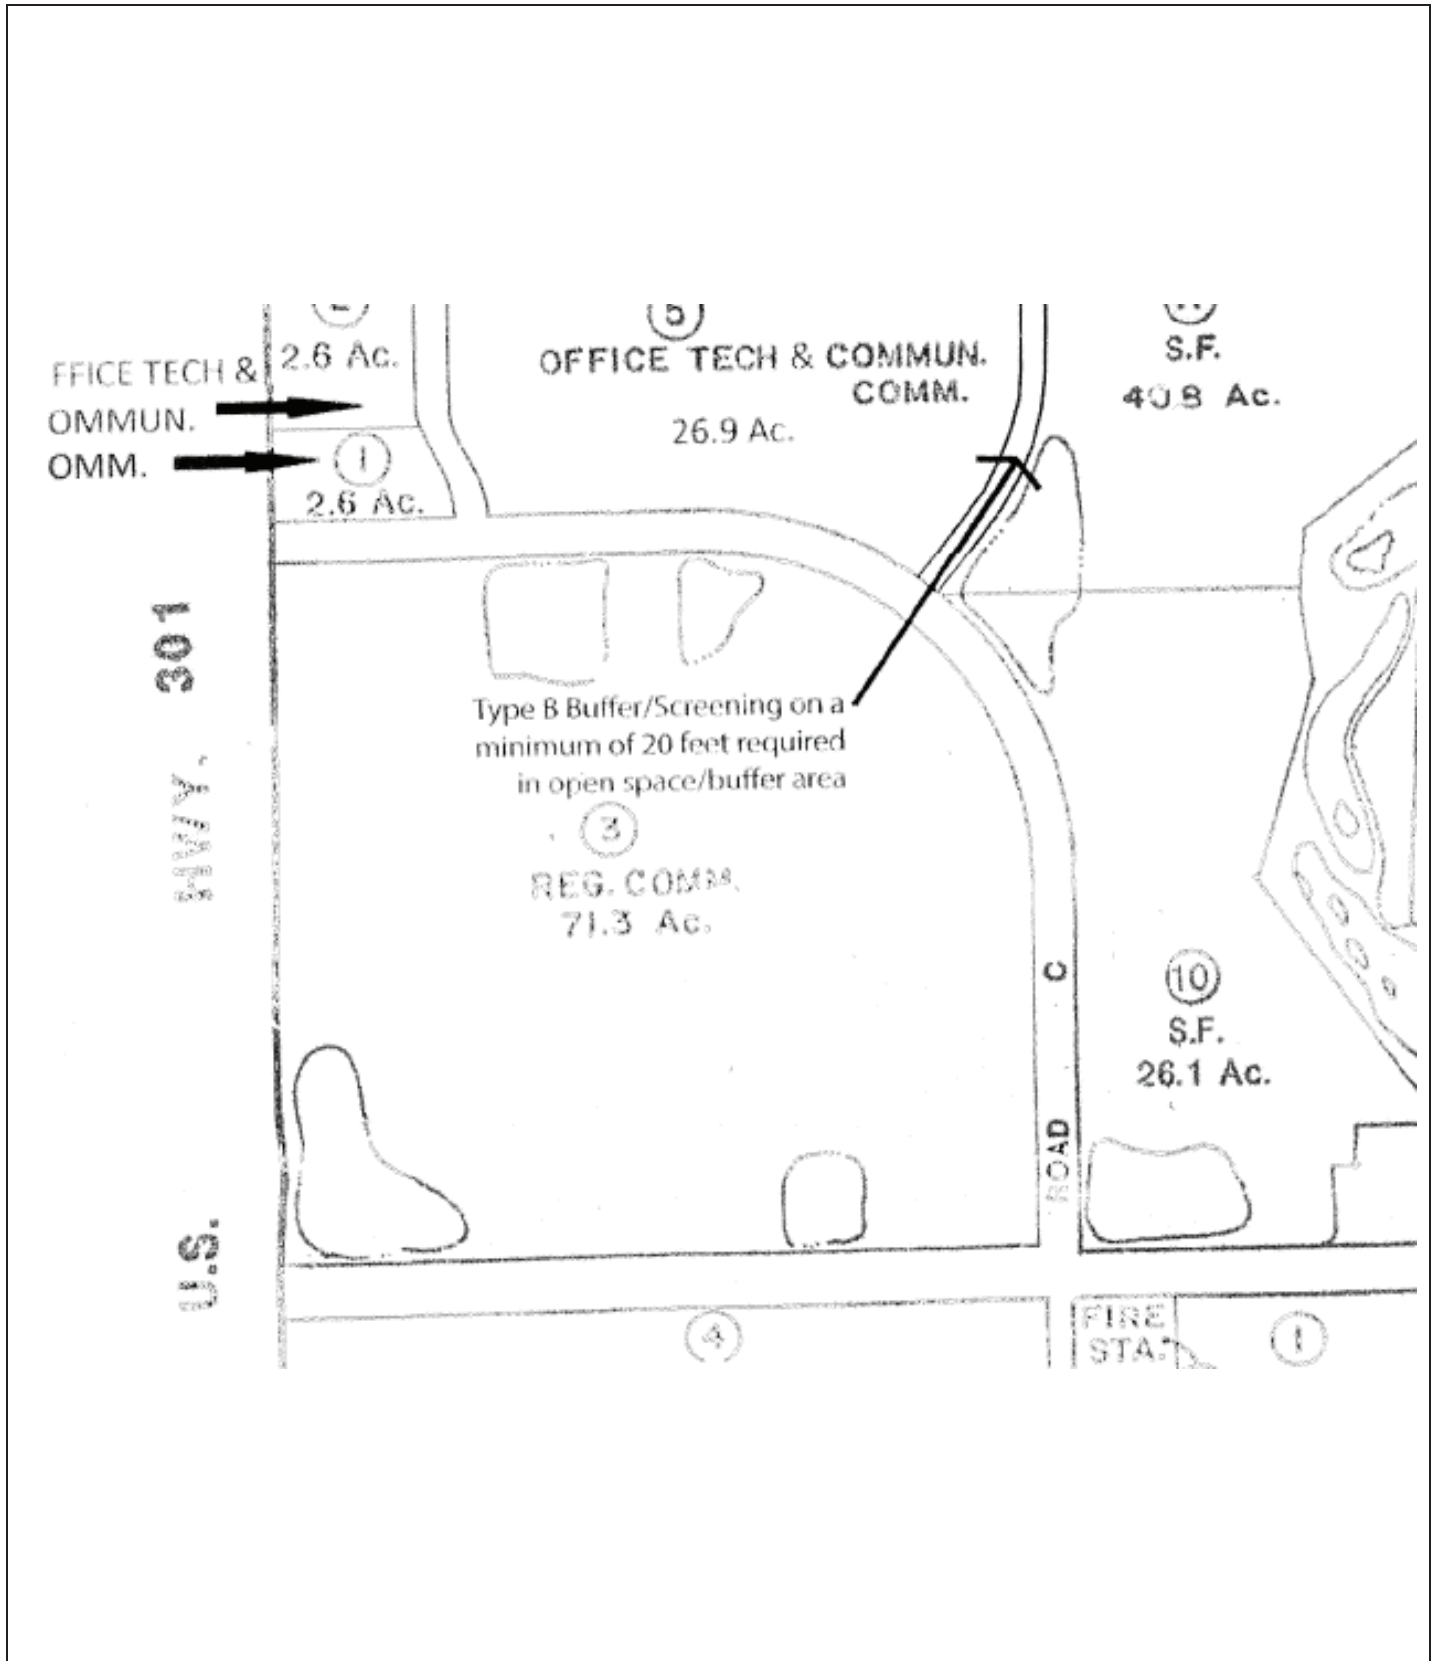 2.6 Ac.
FFICE TECH &
OMMUN.
OMM.
1
2.6 Ac.
5
OFFICE TECH & COMMUN.
COMM.
26.9 Ac.
S.F.
40.8 Ac.
U.S. HWY. 301
Type B Buffer/Screening on a
minimum of 20 feet required
in open space/buffer area
3
REG. COMM.
71.3 Ac.
ROAD C
10
S.F.
26.1 Ac.
4
FIRE
STA.
1